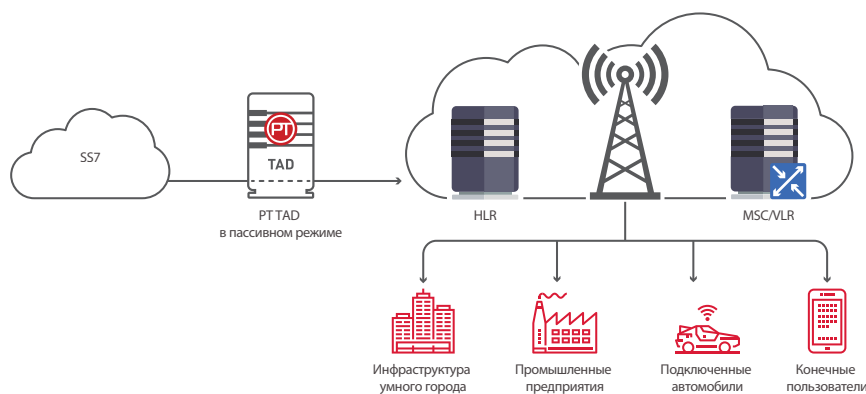 SS7
PT
TAD
PT TAD
в пассивном режиме
HLR
MSC/VLR
Инфраструктура
умного города
Промышленные
предприятия
Подключенные
автомобили
Конечные
пользователи